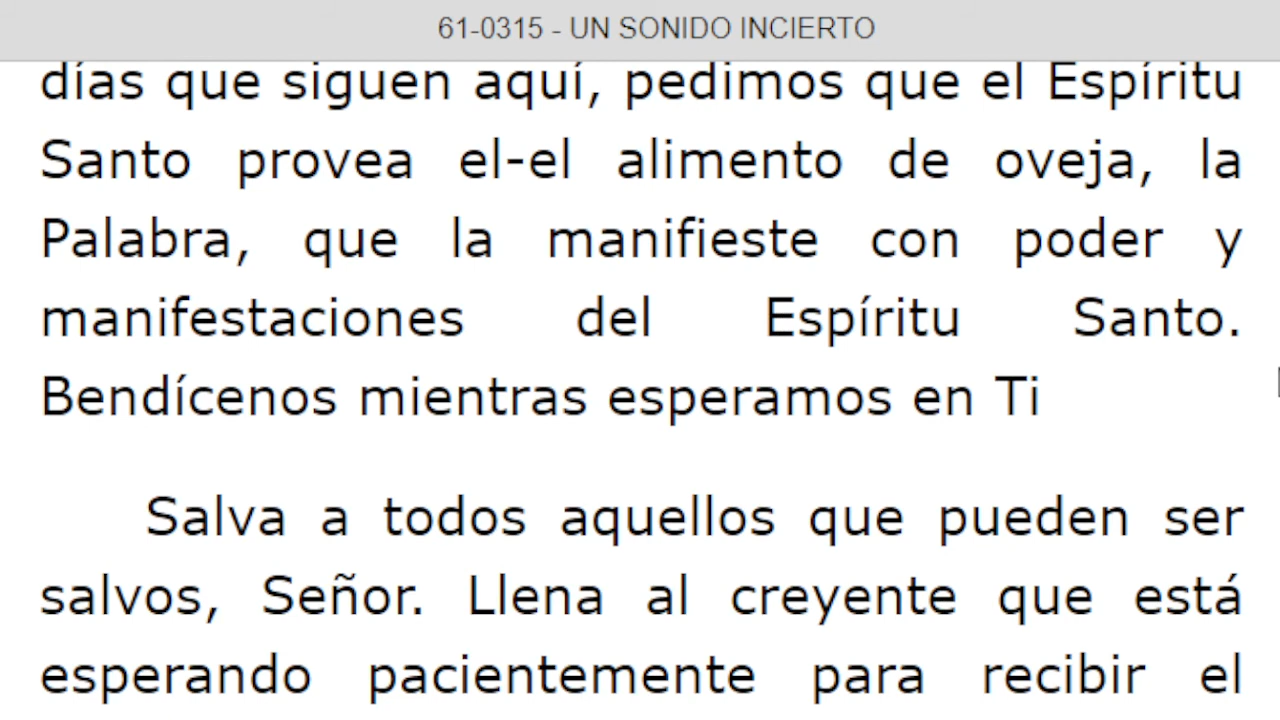 61-0315 - UN SONIDO INCIERTO
días que siguen aquí, pedimos que el Espíritu
Santo provea el-el alimento de oveja, la
Palabra, que la manifieste con poder y
manifestaciones del Espíritu Santo.
Bendícenos mientras esperamos en Ti
Salva a todos aquellos que pueden ser
salvos, Señor. Llena al creyente que está
esperando pacientemente para recibir el